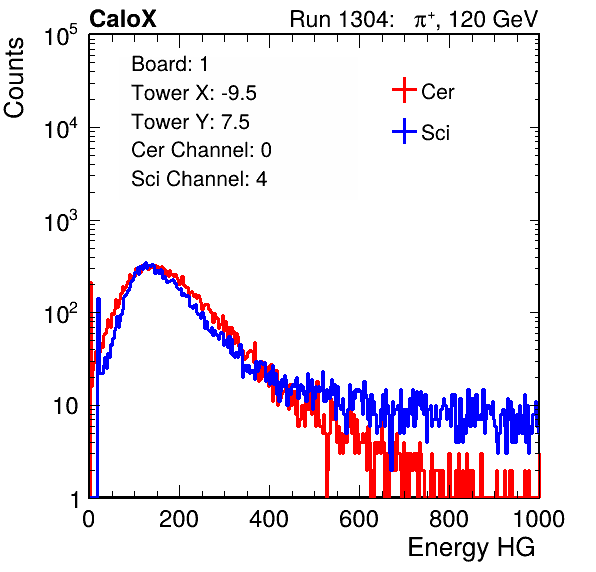 CaloX Run 1304: π⁺, 120 GeV
Counts
10⁵
10⁴
10³
10²
10
1
Board: 1
Tower X: -9.5
Tower Y: 7.5
Cer Channel: 0
Sci Channel: 4
Cer
Sci
0 200 400 600 800 1000
Energy HG